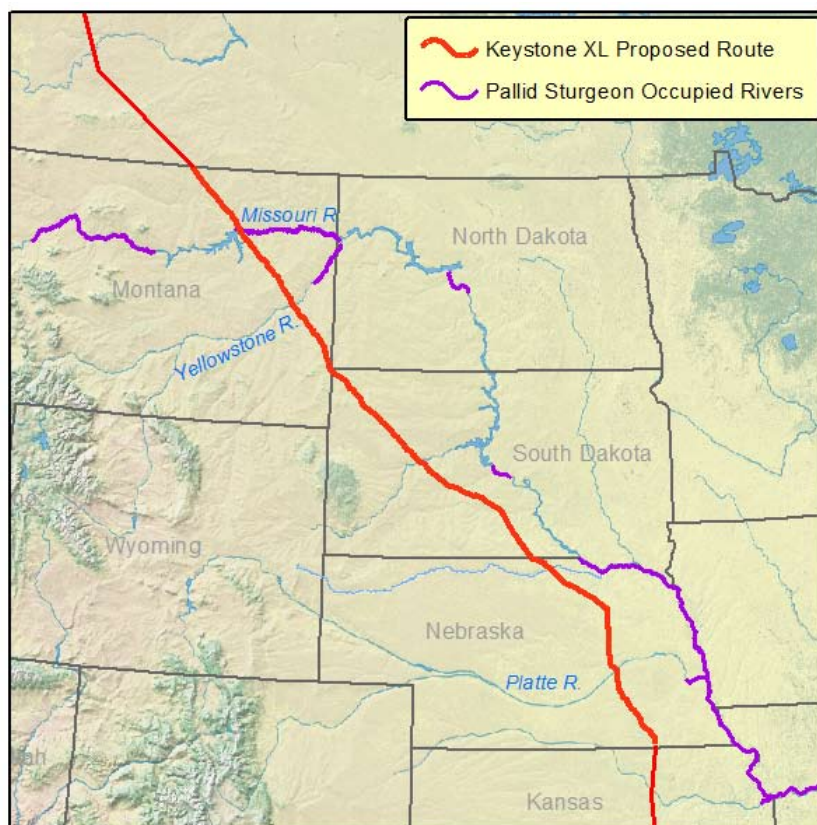 Keystone XL Proposed Route
Pallid Sturgeon Occupied Rivers
Missouri R
North Dakota
Montana
Yellowstone R.
South Dakota
Wyoming
Nebraska
Platte R.
ah
Kansas